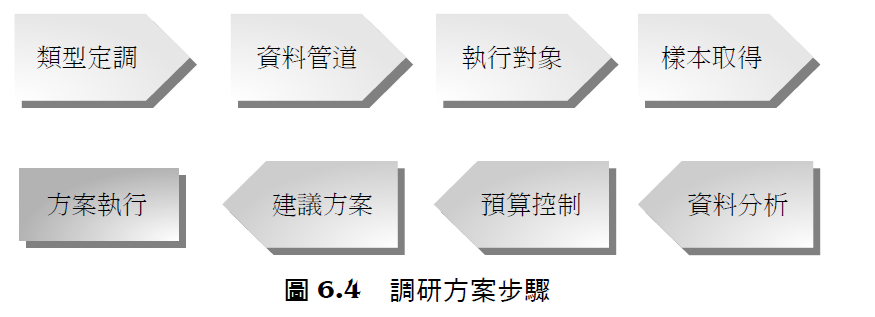 類型定調 資料管道 執行對象 樣本取得
方案執行 建議方案 預算控制 資料分析
圖 6.4 調研方案步驟